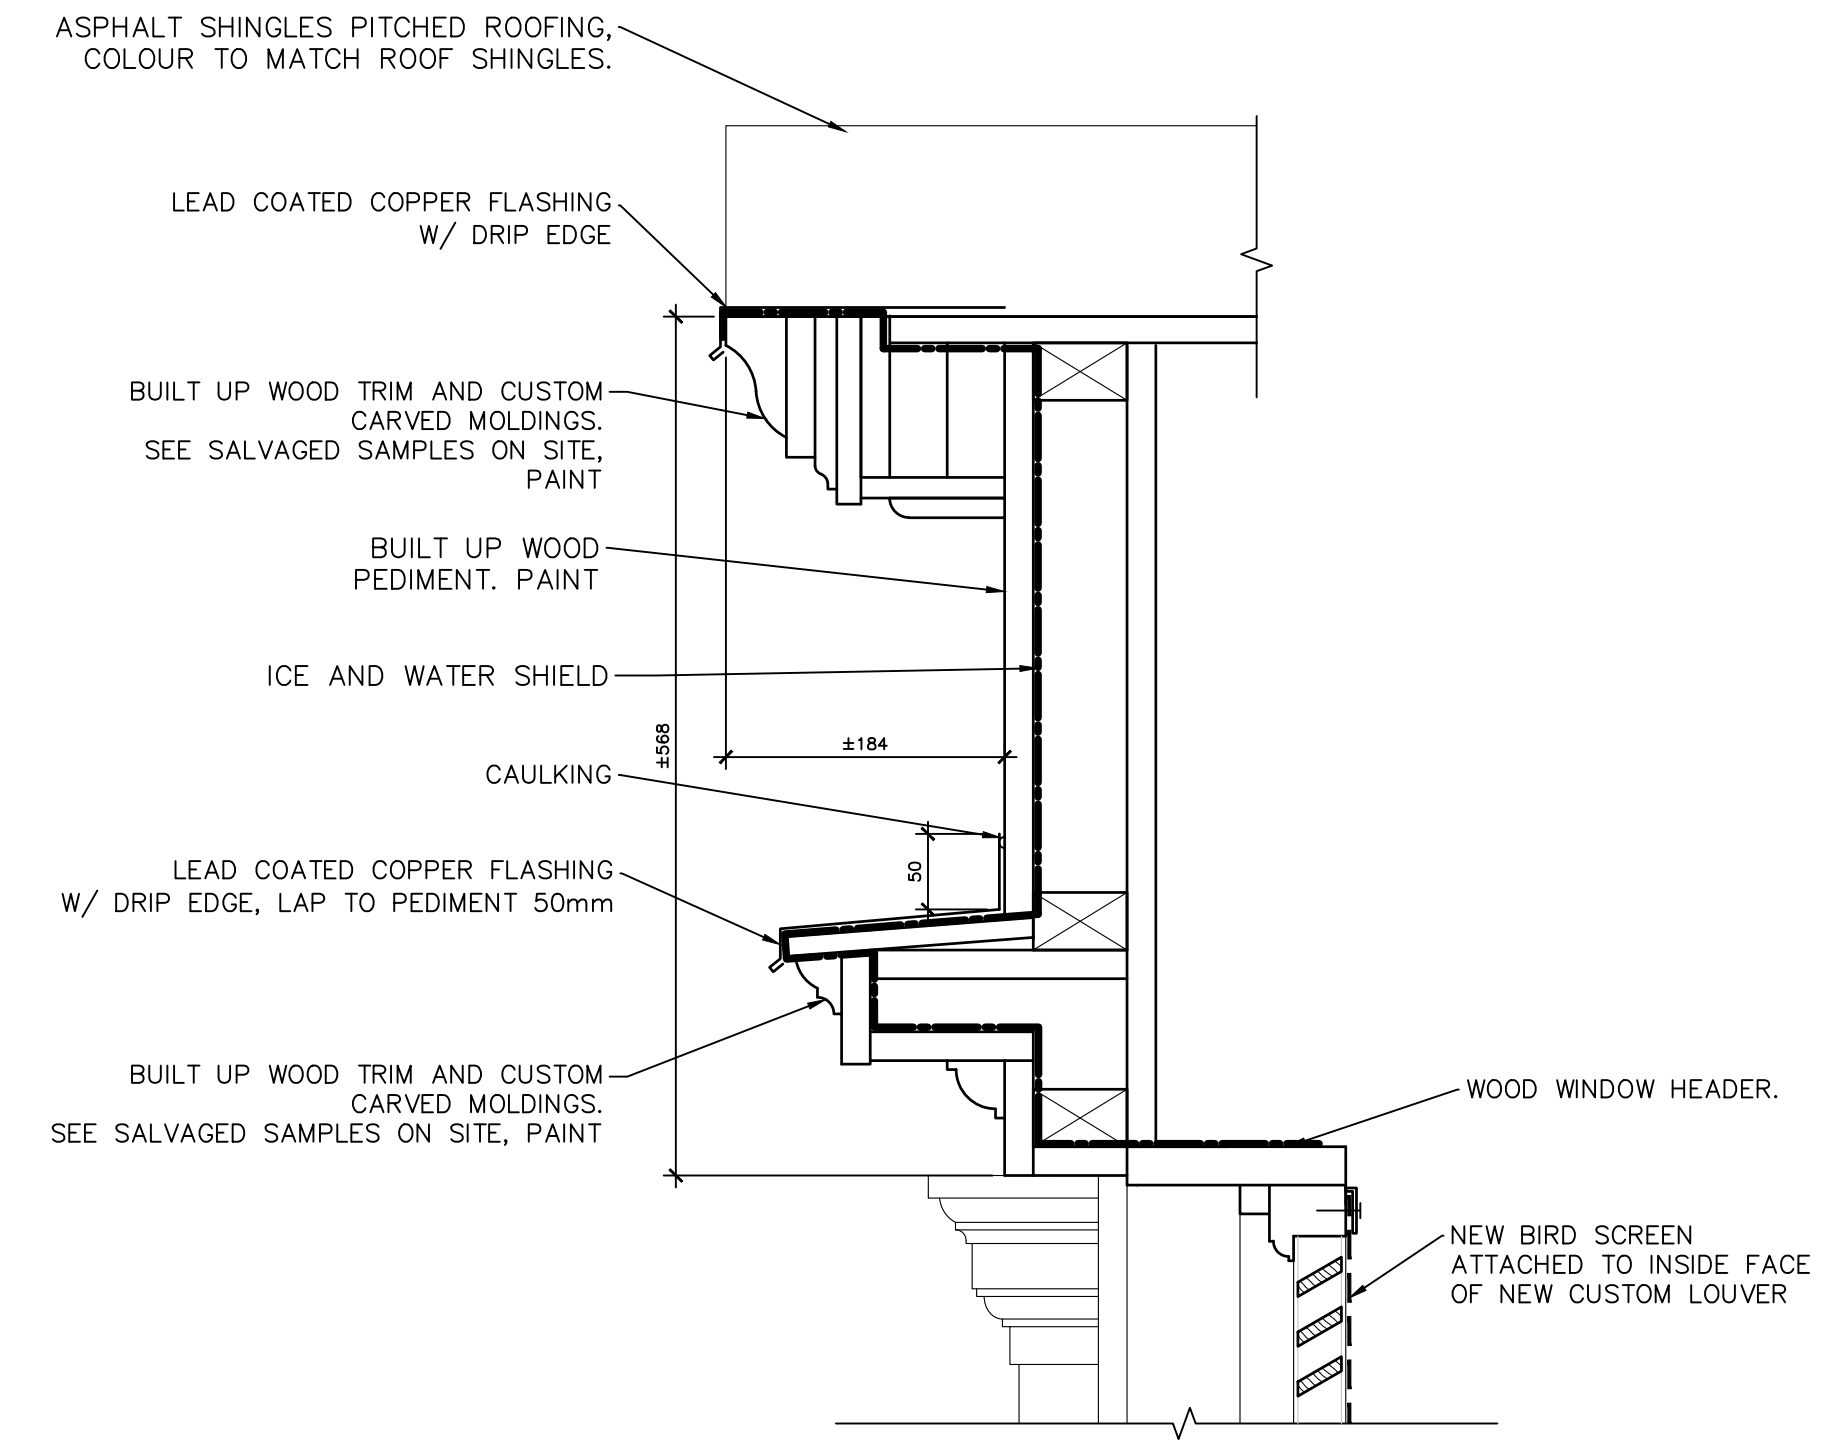 ASPHALT SHINGLES PITCHED ROOFING,
COLOUR TO MATCH ROOF SHINGLES.
LEAD COATED COPPER FLASHING
W/ DRIP EDGE
BUILT UP WOOD TRIM AND CUSTOM
CARVED MOLDINGS.
SEE SALVAGED SAMPLES ON SITE,
PAINT
BUILT UP WOOD
PEDIMENT. PAINT
ICE AND WATER SHIELD
±568
±184
CAULKING
50
LEAD COATED COPPER FLASHING
W/ DRIP EDGE, LAP TO PEDIMENT 50mm
BUILT UP WOOD TRIM AND CUSTOM
CARVED MOLDINGS.
SEE SALVAGED SAMPLES ON SITE, PAINT
WOOD WINDOW HEADER.
NEW BIRD SCREEN
ATTACHED TO INSIDE FACE
OF NEW CUSTOM LOUVER